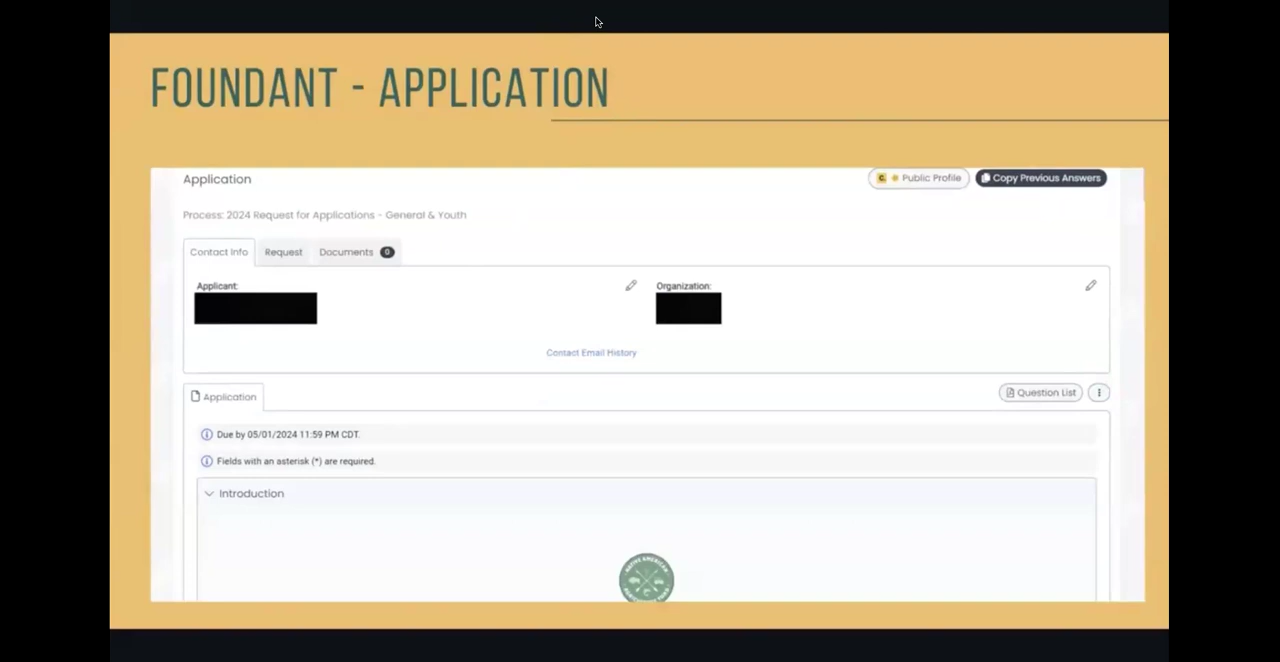 FOUNDANT - APPLICATION
Application
Public Profile
Copy Previous Answers
Process: 2024 Request for Applications - General & Youth
Contact Info
Request
Documents 0
Applicant:
Organization:
Contact Email History
Application
Question List
Due by 05/01/2024 11:59 PM CDT.
Fields with an asterisk (*) are required.
Introduction
NATIVE AMERICAN